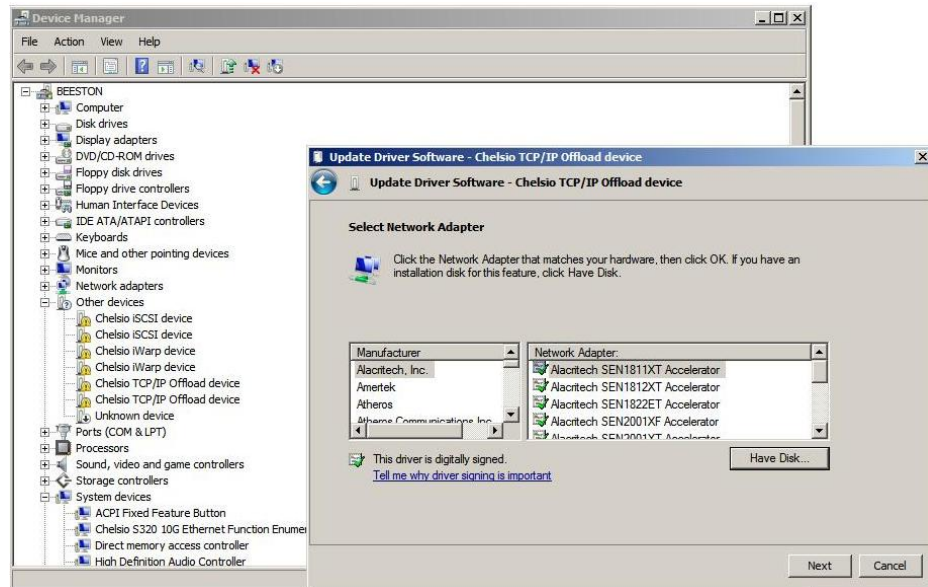 Device Manager
File Action View Help
BEESTON
Computer
Disk drives
Display adapters
DVD/CD-ROM drives
Floppy disk drives
Floppy drive controllers
Human Interface Devices
IDE ATA/ATAPI controllers
Keyboards
Mice and other pointing devices
Monitors
Network adapters
Other devices
Chelsio iSCSI device
Chelsio iSCSI device
Chelsio iWarp device
Chelsio iWarp device
Chelsio TCP/IP Offload device
Chelsio TCP/IP Offload device
Unknown device
Ports (COM & LPT)
Processors
Sound, video and game controllers
Storage controllers
System devices
ACPI Fixed Feature Button
Chelsio S320 10G Ethernet Function Enumer
Direct memory access controller
High Definition Audio Controller
Update Driver Software - Chelsio TCP/IP Offload device
Update Driver Software - Chelsio TCP/IP Offload device
Select Network Adapter
Click the Network Adapter that matches your hardware, then click OK. If you have an
installation disk for this feature, click Have Disk.
Manufacturer
Alacritech, Inc.
Amertek
Atheros
Atheros Communications Inc
Network Adapter:
Alacritech SEN1811XT Accelerator
Alacritech SEN1812XT Accelerator
Alacritech SEN1822ET Accelerator
Alacritech SEN2001XF Accelerator
Alacritech SEN2001XT Accelerator
This driver is digitally signed.
Tell me why driver signing is important
Have Disk...
Next Cancel